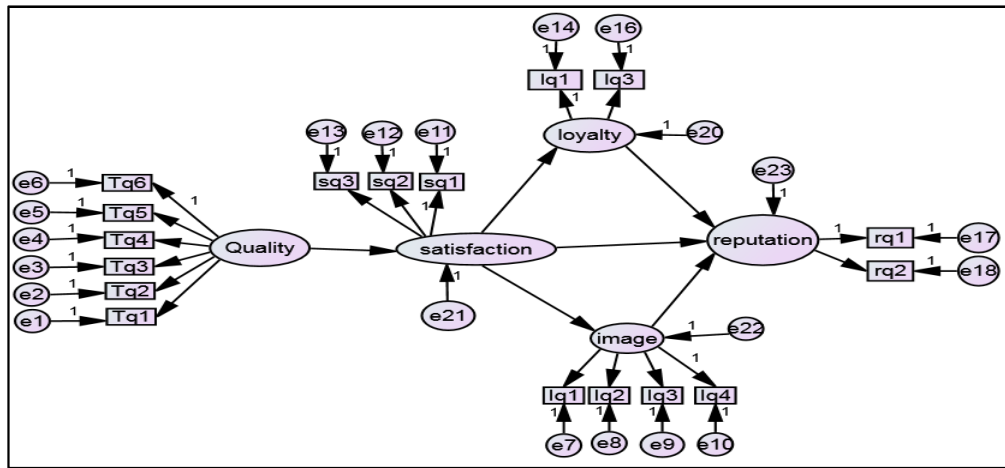 e14 e16
1 1
lq1 lq3
1
e13 e12 e11 loyalty 1 e20
1 1 1
sq3 sq2 sq1
1
e23
1
e6 1 Tq6 1
e5 1 Tq5
e4 1 Tq4
e3 1 Tq3
e2 1 Tq2
e1 1 Tq1
Quality satisfaction reputation
rq1 1 e17
rq2 1 e18
1
e21
image 1 e22
1
Iq1 Iq2 Iq3 Iq4
1 1 1 1
e7 e8 e9 e10